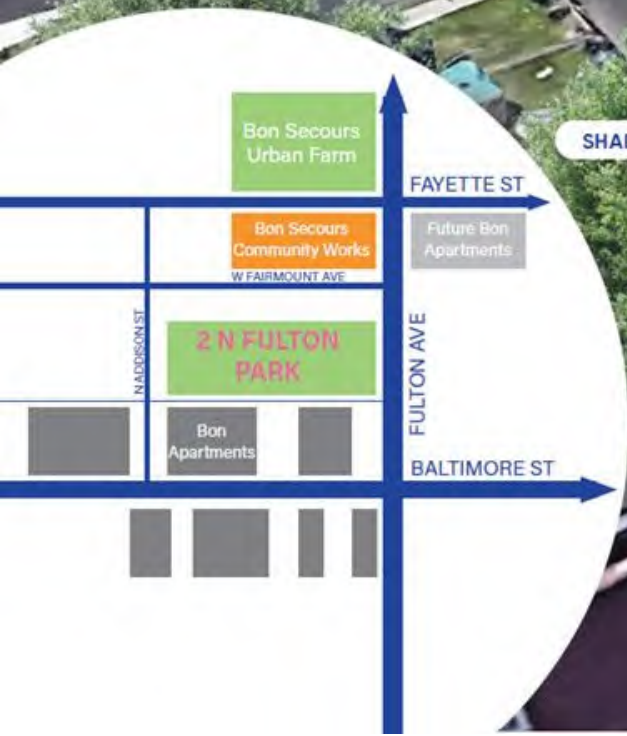 Bon Secours
Urban Farm
FAYETTE ST
Bon Secours
Community Works
Future Bon
Apartments
W FAIRMOUNT AVE
N ADDISON ST
2 N FULTON
PARK
FULTON AVE
Bon
Apartments
BALTIMORE ST